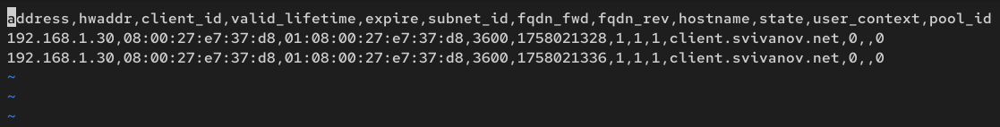 address,hwaddr,client_id,valid_lifetime,expire,subnet_id,fqdn_fwd,fqdn_rev,hostname,state,user_context,pool_id
192.168.1.30,08:00:27:e7:37:d8,01:08:00:27:e7:37:d8,3600,1758021328,1,1,1,client.svivanov.net,0,,0
192.168.1.30,08:00:27:e7:37:d8,01:08:00:27:e7:37:d8,3600,1758021336,1,1,1,client.svivanov.net,0,,0
~
~
~